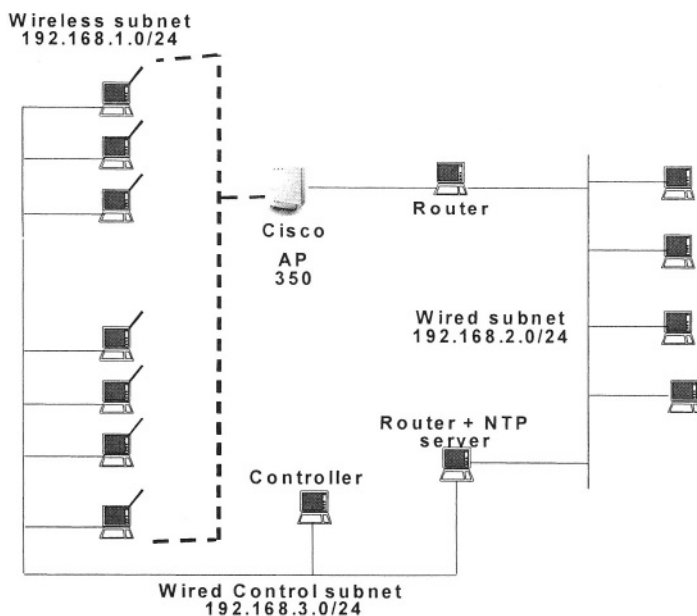 Wireless subnet
192.168.1.0/24
Cisco
AP
350
Router
Wired subnet
192.168.2.0/24
Router + NTP
server
Controller
Wired Control subnet
192.168.3.0/24